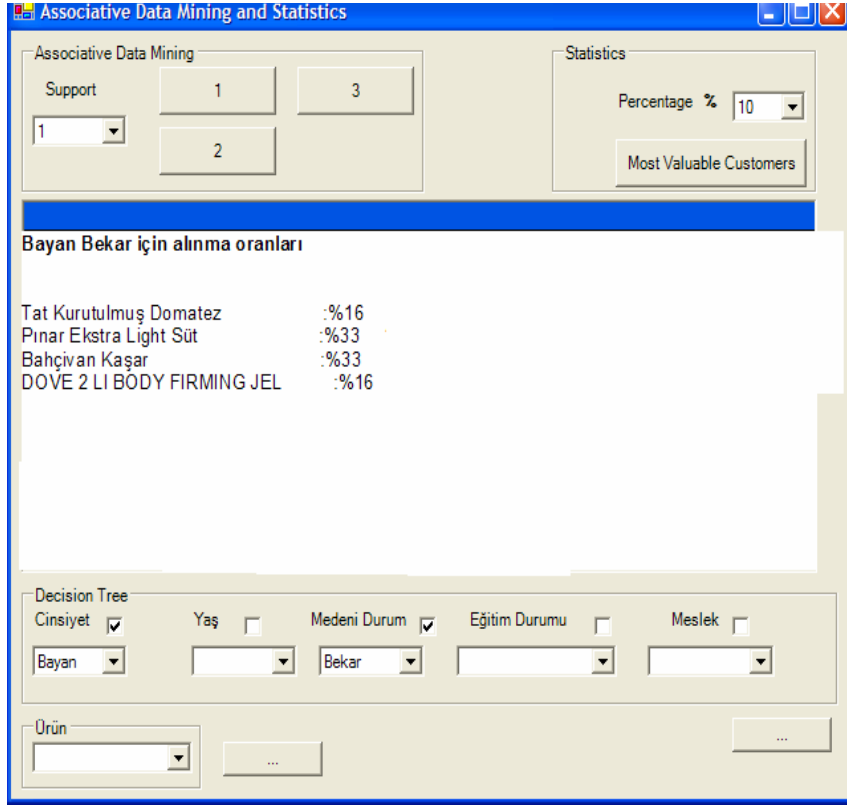 Associative Data Mining and Statistics
Associative Data Mining
Statistics
Support
1
3
Percentage %
10
1
2
Most Valuable Customers
Bayan Bekar için alınma oranları
Tat Kurutulmuş Domatez :%16
Pınar Ekstra Light Süt :%33
Bahçivan Kaşar :%33
DOVE 2 LI BODY FIRMING JEL :%16
Decision Tree
Cinsiyet
Yaş
Medeni Durum
Eğitim Durumu
Meslek
Bayan
Bekar
Ürün
...
...